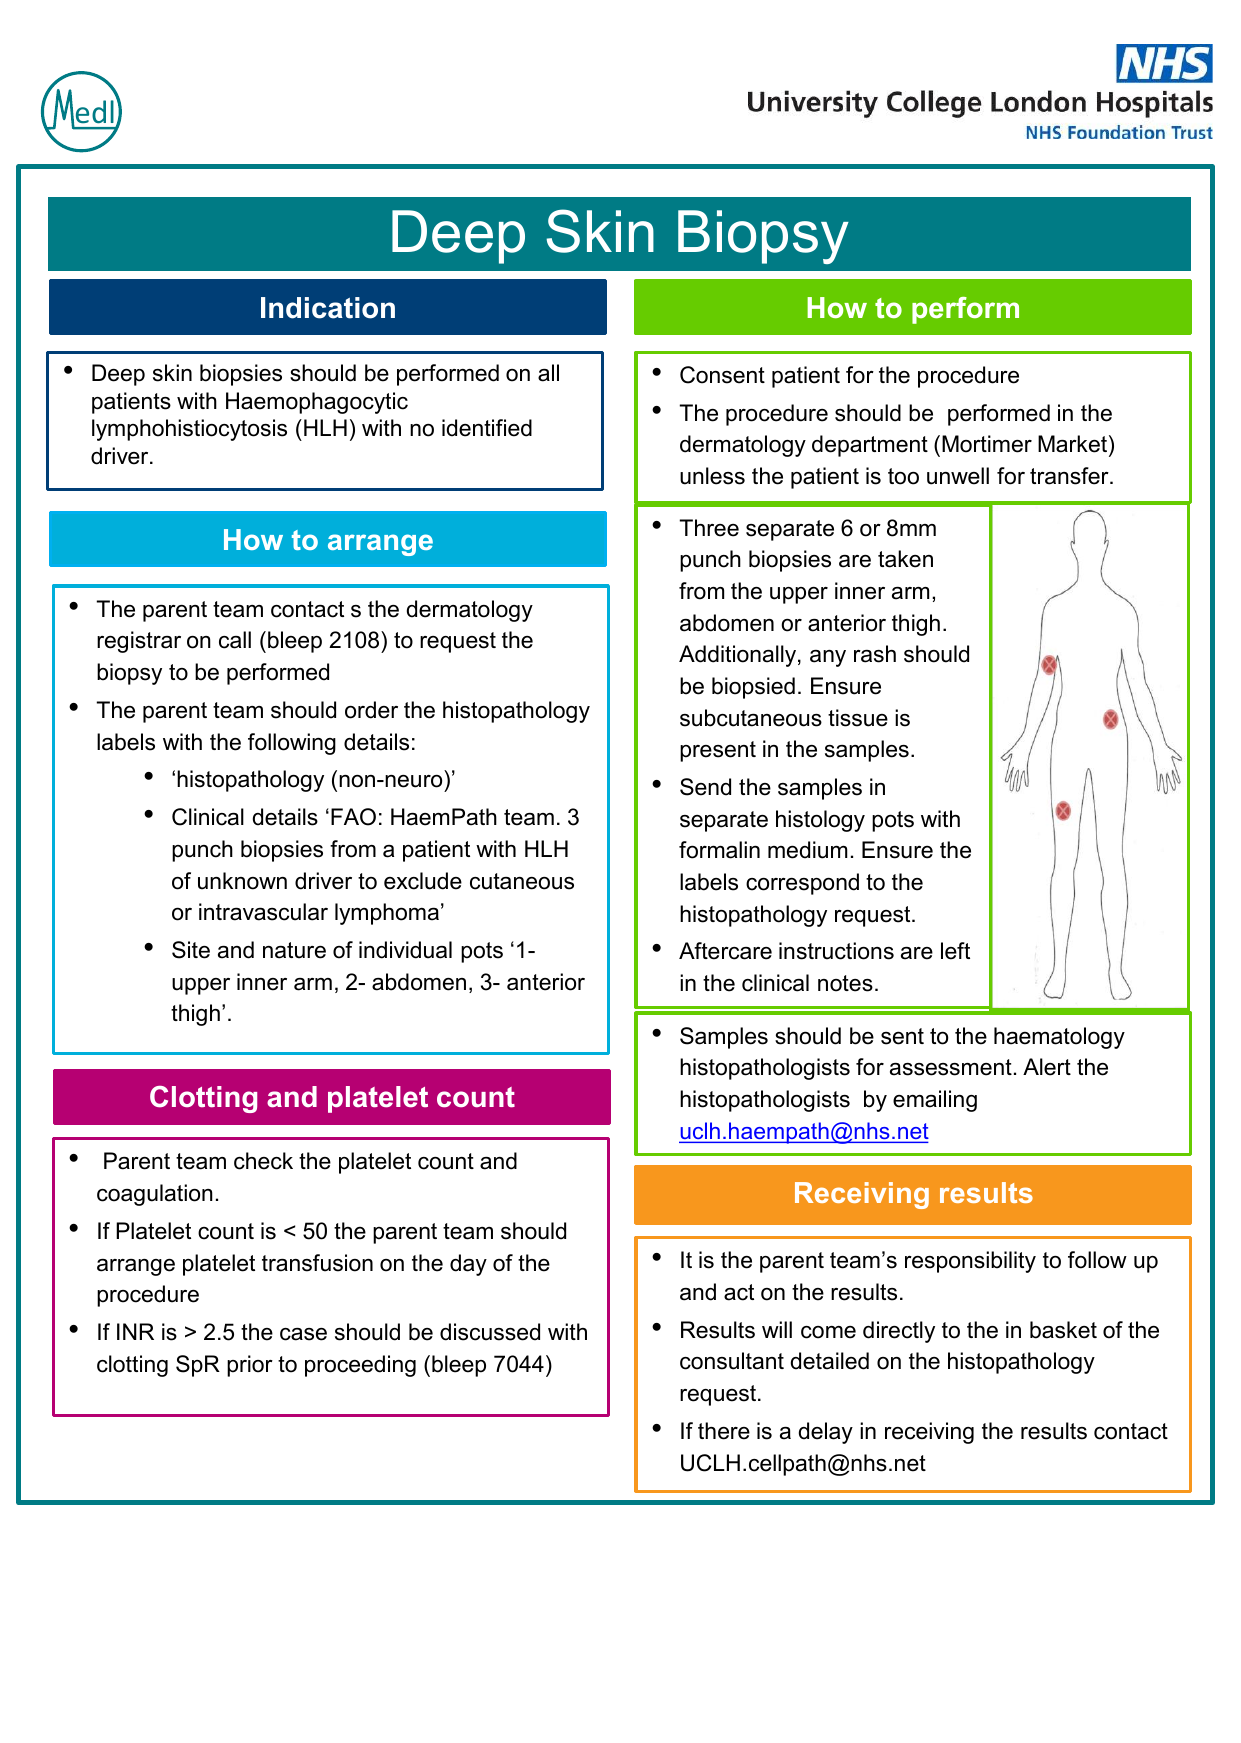 Medl
NHS
University College London Hospitals
NHS Foundation Trust
Deep Skin Biopsy
Indication
• Deep skin biopsies should be performed on all
patients with Haemophagocytic
lymphohistiocytosis (HLH) with no identified
driver.
How to arrange
• The parent team contact s the dermatology
registrar on call (bleep 2108) to request the
biopsy to be performed
• The parent team should order the histopathology
labels with the following details:
• ‘histopathology (non-neuro)’
• Clinical details ‘FAO: HaemPath team. 3
punch biopsies from a patient with HLH
of unknown driver to exclude cutaneous
or intravascular lymphoma’
• Site and nature of individual pots ‘1-
upper inner arm, 2- abdomen, 3- anterior
thigh’.
Clotting and platelet count
• Parent team check the platelet count and
coagulation.
• If Platelet count is < 50 the parent team should
arrange platelet transfusion on the day of the
procedure
• If INR is > 2.5 the case should be discussed with
clotting SpR prior to proceeding (bleep 7044)
How to perform
• Consent patient for the procedure
• The procedure should be performed in the
dermatology department (Mortimer Market)
unless the patient is too unwell for transfer.
• Three separate 6 or 8mm
punch biopsies are taken
from the upper inner arm,
abdomen or anterior thigh.
Additionally, any rash should
be biopsied. Ensure
subcutaneous tissue is
present in the samples.
• Send the samples in
separate histology pots with
formalin medium. Ensure the
labels correspond to the
histopathology request.
• Aftercare instructions are left
in the clinical notes.
• Samples should be sent to the haematology
histopathologists for assessment. Alert the
histopathologists by emailing
uclh.haempath@nhs.net
Receiving results
• It is the parent team’s responsibility to follow up
and act on the results.
• Results will come directly to the in basket of the
consultant detailed on the histopathology
request.
• If there is a delay in receiving the results contact
UCLH.cellpath@nhs.net